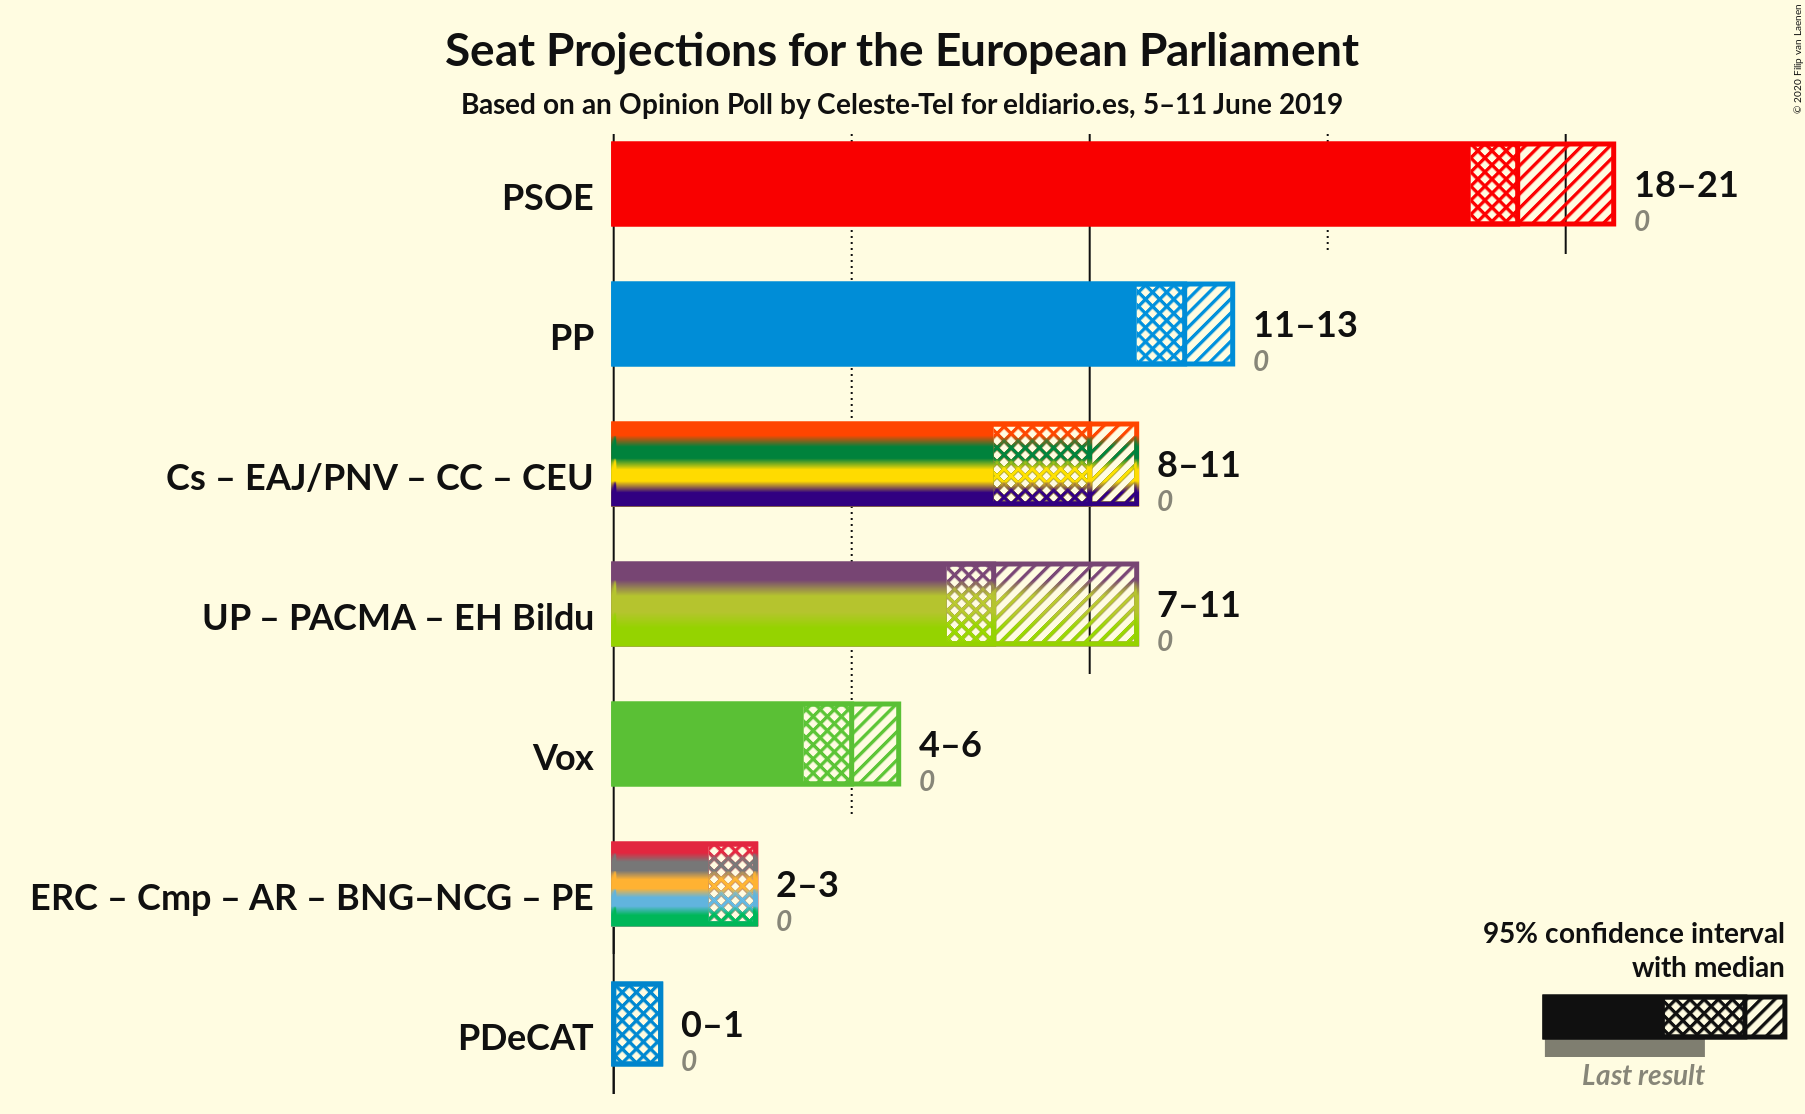 Seat Projections for the European Parliament
Based on an Opinion Poll by Celeste-Tel for eldiario.es, 5–11 June 2019
© 2020 Filip van Laenen
PSOE
18–21
0
PP
11–13
0
Cs – EAJ/PNV – CC – CEU
8–11
0
UP – PACMA – EH Bildu
7–11
0
Vox
4–6
0
ERC – Cmp – AR – BNG–NCG – PE
2–3
0
PDeCAT
0–1
0
95% confidence interval
with median
Last result